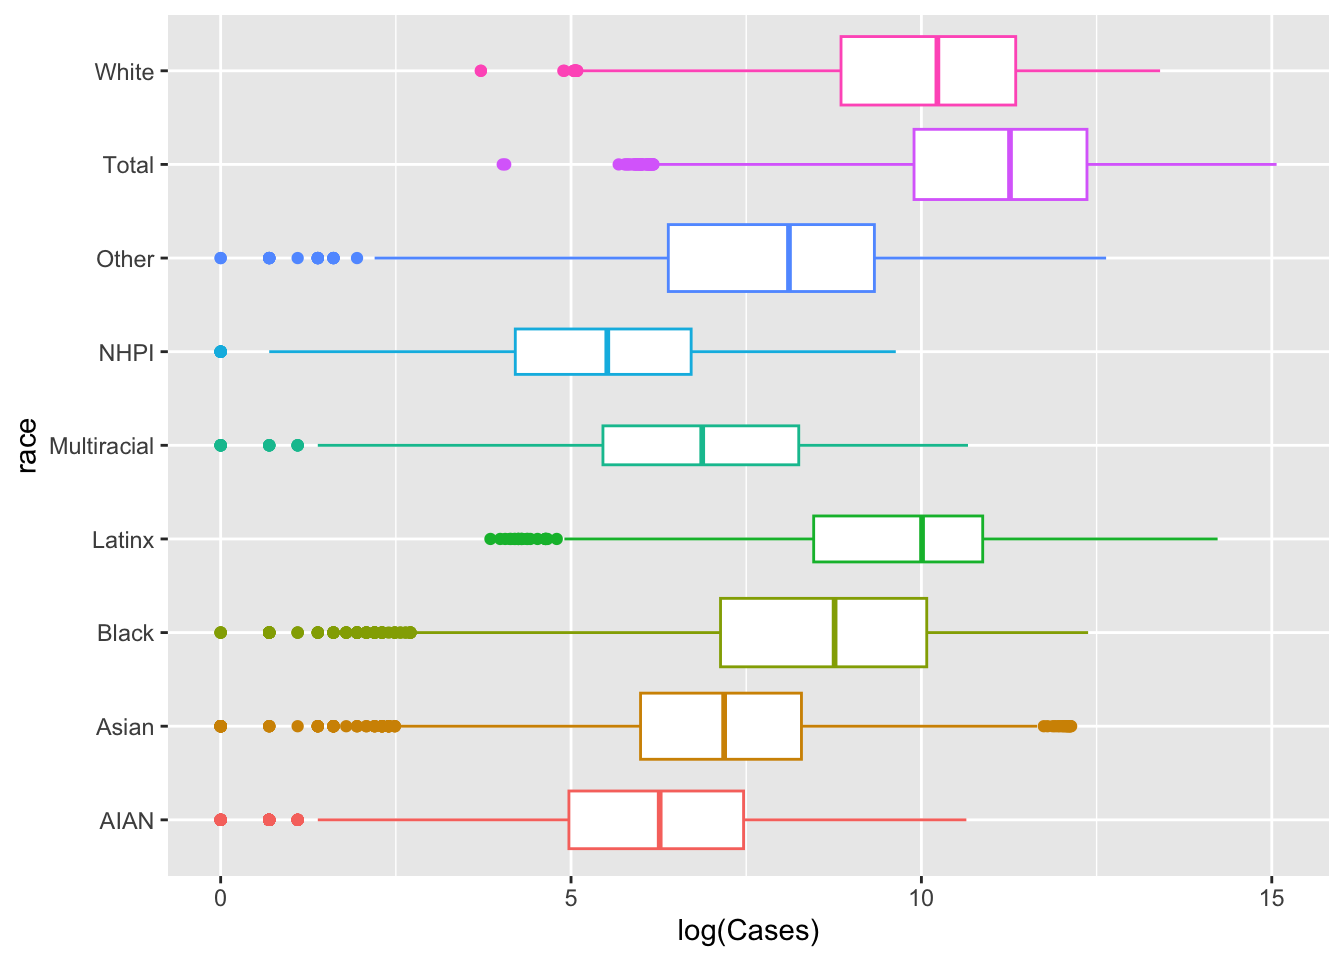 White
Total
Other
NHPI
Multiracial
Latinx
Black
Asian
AIAN
race
0 5 10 15
log(Cases)